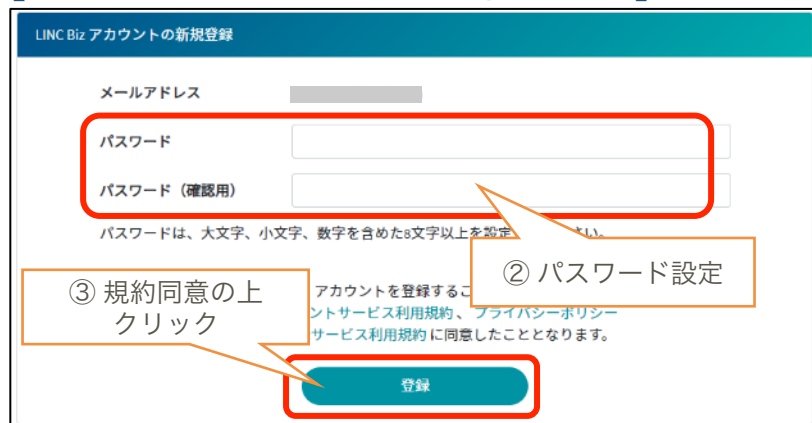 LINC Biz アカウントの新規登録
メールアドレス
パスワード
パスワード（確認用）
パスワードは、大文字、小文字、数字を含めた8文字以上を設定
い。
② パスワード設定
③ 規約同意の上
クリック
アカウントを登録するこ
ントサービス利用規約 、 プライバシーポリシー
サービス利用規約 に同意したこととなります。
登録